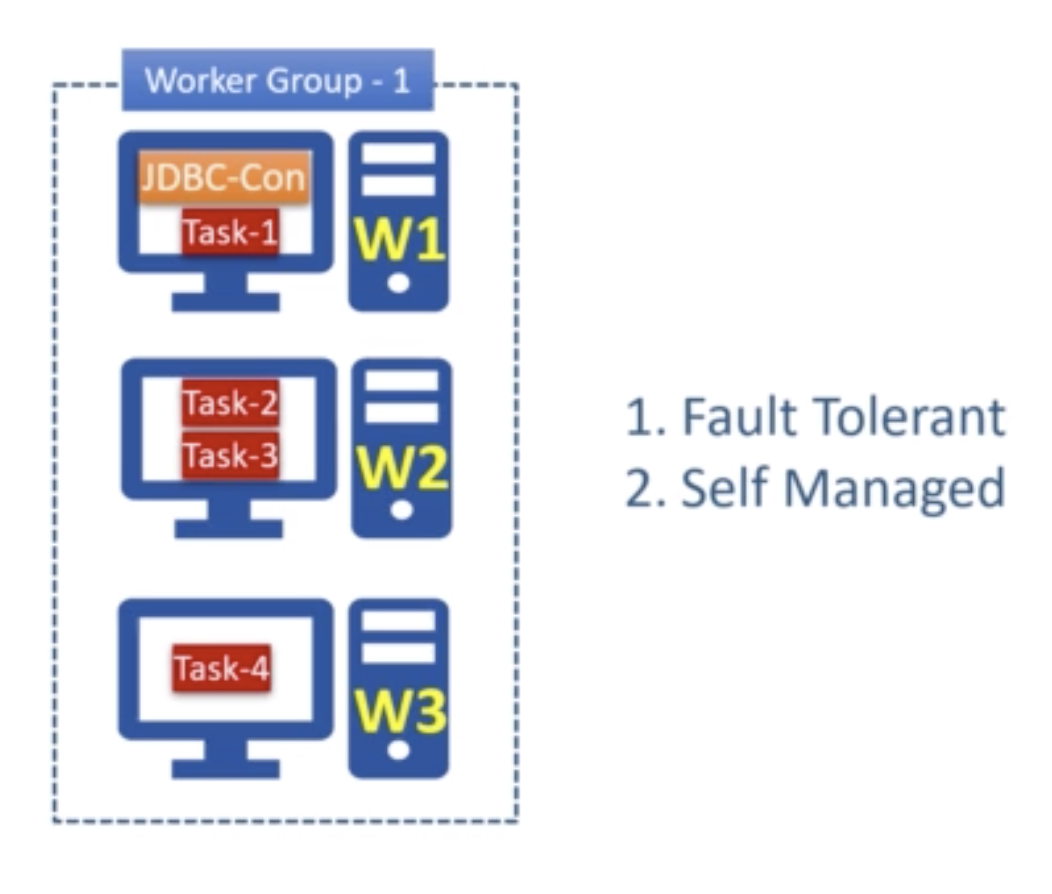 Worker Group - 1
JDBC-Con
Task-1
W1
Task-2
Task-3
W2
Task-4
W3
1. Fault Tolerant
2. Self Managed